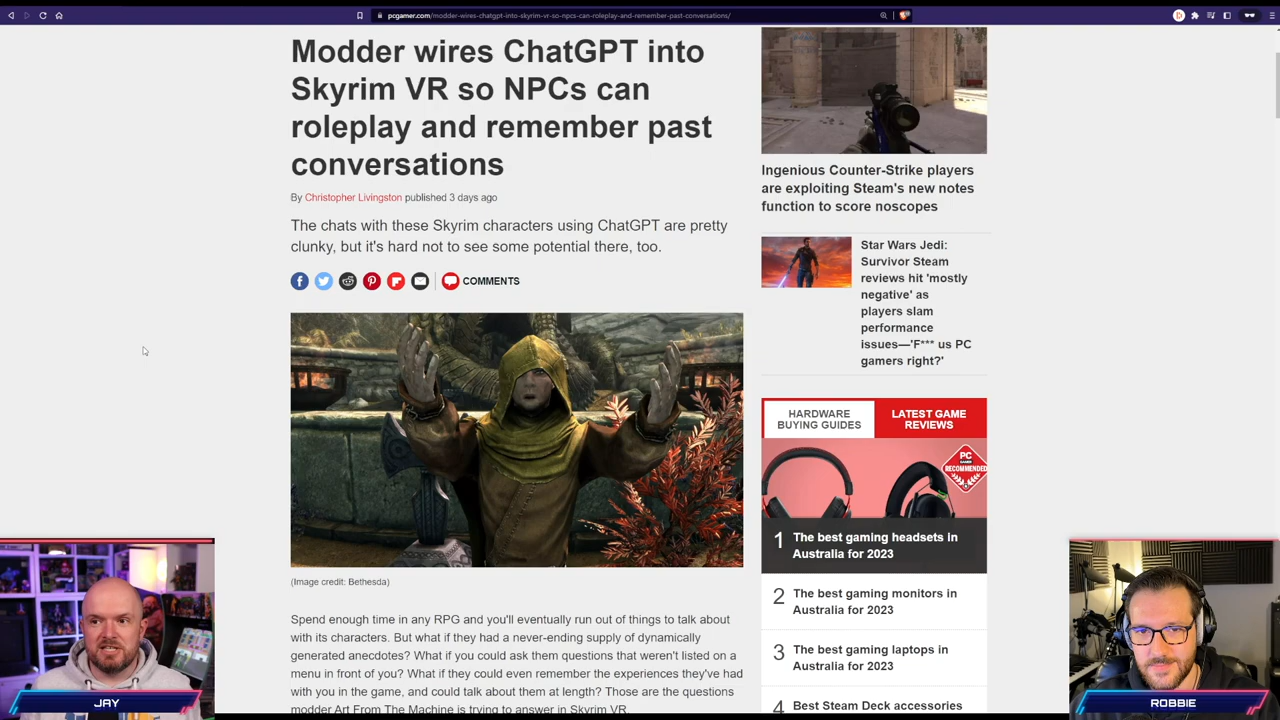 pcgamer.com/modder-wires-chatgpt-into-skyrim-vr-so-npcs-can-roleplay-and-remember-past-conversations/
Modder wires ChatGPT into
Skyrim VR so NPCs can
roleplay and remember past
conversations
By Christopher Livingston published 3 days ago
The chats with these Skyrim characters using ChatGPT are pretty
clunky, but it's hard not to see some potential there, too.
COMMENTS
(Image credit: Bethesda)
Spend enough time in any RPG and you'll eventually run out of things to talk about
with its characters. But what if they had a never-ending supply of dynamically
generated anecdotes? What if you could ask them questions that weren't listed on a
menu in front of you? What if they could even remember the experiences they've had
with you in the game, and could talk about them at length? Those are the questions
modder Art From The Machine is trying to answer in Skyrim VR.
Ingenious Counter-Strike players
are exploiting Steam's new notes
function to score noscopes
Star Wars Jedi:
Survivor Steam
reviews hit 'mostly
negative' as
players slam
performance
issues—'F*** us PC
gamers right?'
HARDWARE
BUYING GUIDES
LATEST GAME
REVIEWS
PC
GAMER
RECOMMENDED
1 The best gaming headsets in
Australia for 2023
2 The best gaming monitors in
Australia for 2023
3 The best gaming laptops in
Australia for 2023
4 Best Steam Deck accessories
JAY
ROBBIE